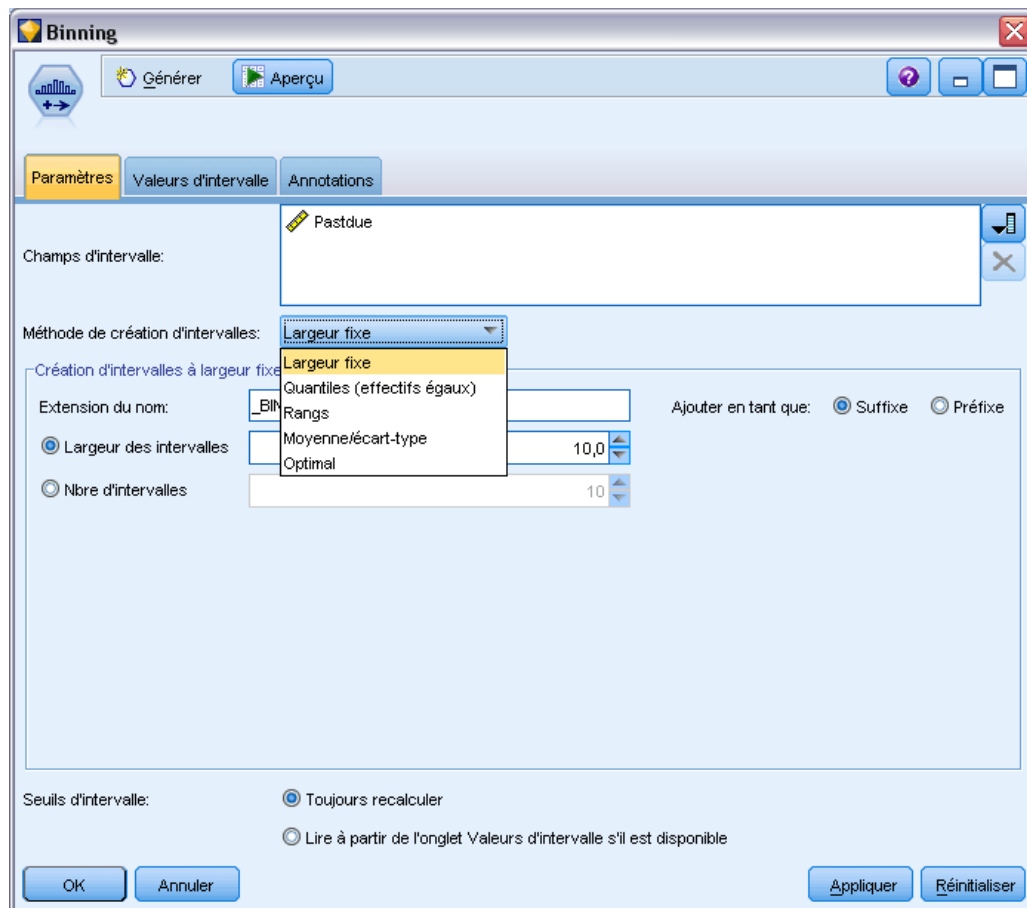 Binning
Générer Aperçu
Paramètres Valeurs d'intervalle Annotations
Champs d'intervalle: Pastdue
Méthode de création d'intervalles: Largeur fixe
Largeur fixe
Quantiles (effectifs égaux)
Rangs
Moyenne/écart-type
Optimal
Création d'intervalles à largeur fixe
Extension du nom: _BIN Ajouter en tant que: Suffixe Préfixe
Largeur des intervalles 10,0
Nbre d'intervalles 10
Seuils d'intervalle: Toujours recalculer
Lire à partir de l'onglet Valeurs d'intervalle s'il est disponible
OK Annuler Appliquer Réinitialiser